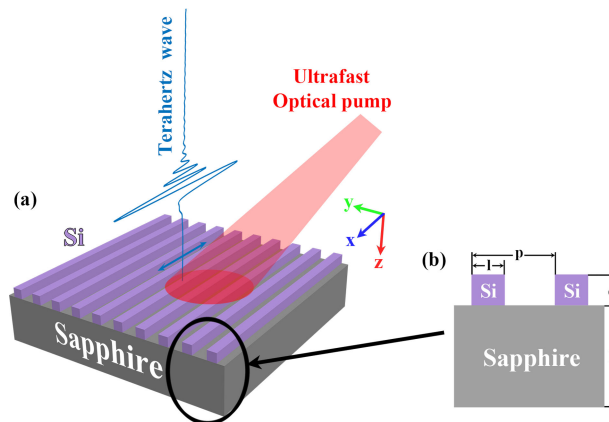 Terahertz wave
Ultrafast
Optical pump
(a)
Si
y
x
z
Sapphire
(b)
p
l
Si
Si
Sapphire